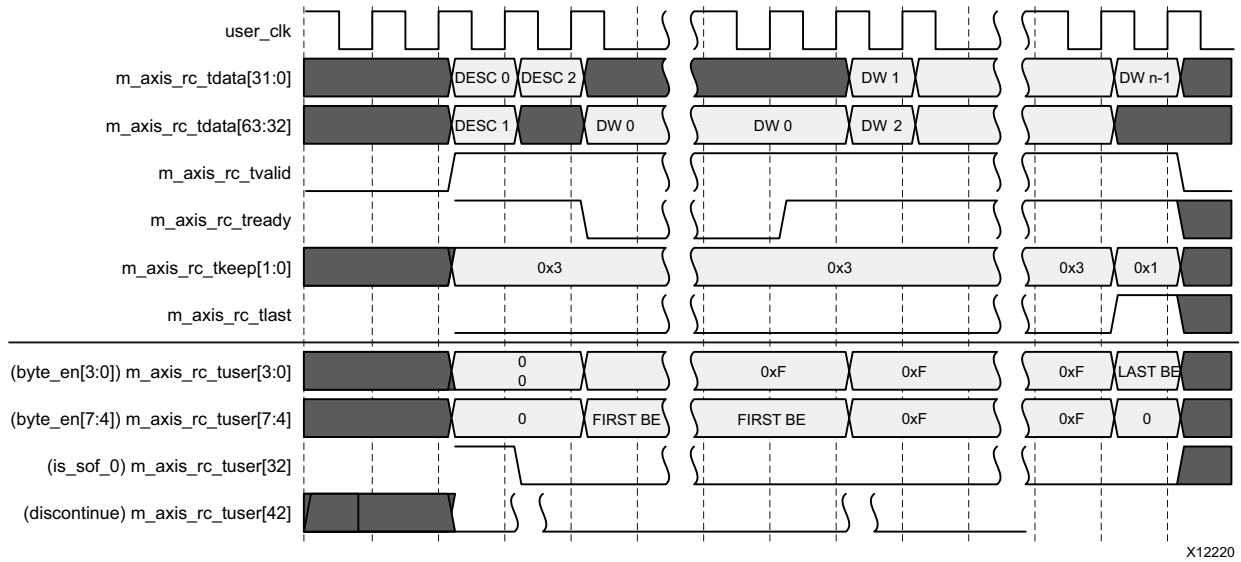 user_clk
m_axis_rc_tdata[31:0] DESC 0 DESC 2 DW 1 DW n-1
m_axis_rc_tdata[63:32] DESC 1 DW 0 DW 0 DW 2
m_axis_rc_tvalid
m_axis_rc_tready
m_axis_rc_tkeep[1:0] 0x3 0x3 0x3 0x1
m_axis_rc_tlast
(byte_en[3:0]) m_axis_rc_tuser[3:0] 0 0xF 0xF 0xF LAST BE
0
(byte_en[7:4]) m_axis_rc_tuser[7:4] 0 FIRST BE FIRST BE 0xF 0xF 0
(is_sof_0) m_axis_rc_tuser[32]
(discontinue) m_axis_rc_tuser[42]
X12220